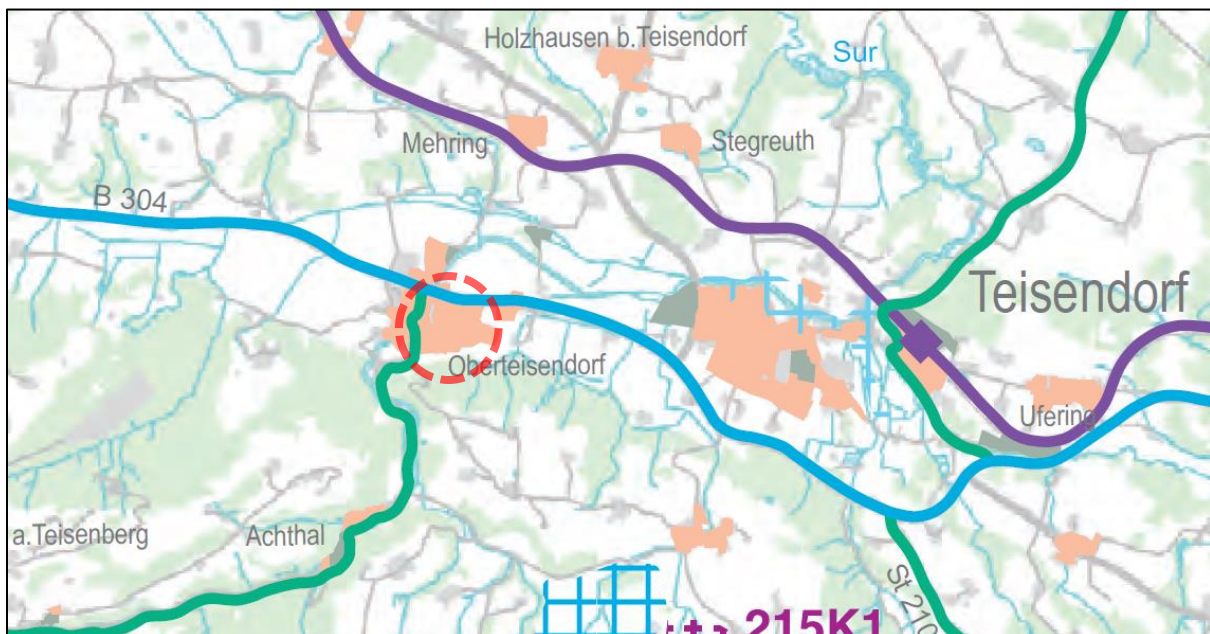 Holzhausen b.Teisendorf
Sur
Mehring
Stegreuth
B 304
Teisendorf
Oberteisendorf
Ufering
a.Teisenberg
Achthal
St 210
215K1